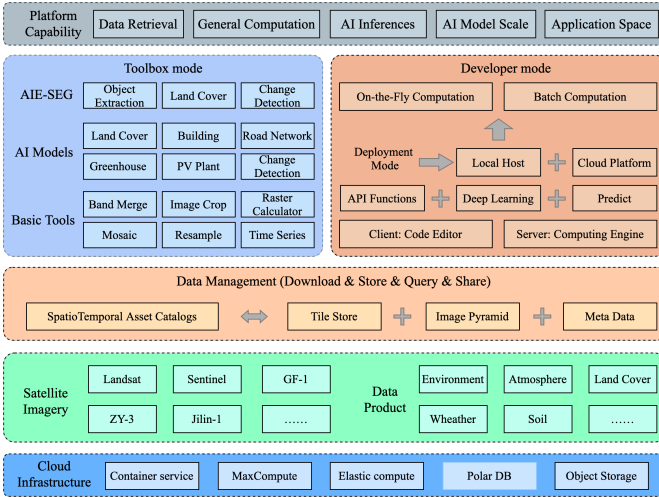 Platform
Capability
Data Retrieval
General Computation
AI Inferences
AI Model Scale
Application Space
Toolbox mode
AIE-SEG
Object
Extraction
Land Cover
Change
Detection
AI Models
Land Cover
Building
Road Network
Greenhouse
PV Plant
Change
Detection
Basic Tools
Band Merge
Image Crop
Raster
Calculator
Mosaic
Resample
Time Series
Developer mode
On-the-Fly Computation
Batch Computation
Deployment
Mode
Local Host
Cloud Platform
API Functions
Deep Learning
Predict
Client: Code Editor
Server: Computing Engine
Data Management (Download & Store & Query & Share)
SpatioTemporal Asset Catalogs
Tile Store
Image Pyramid
Meta Data
Satellite
Imagery
Landsat
Sentinel
GF-1
ZY-3
Jilin-1
......
Data
Product
Environment
Atmosphere
Land Cover
Wheather
Soil
......
Cloud
Infrastructure
Container service
MaxCompute
Elastic compute
Polar DB
Object Storage